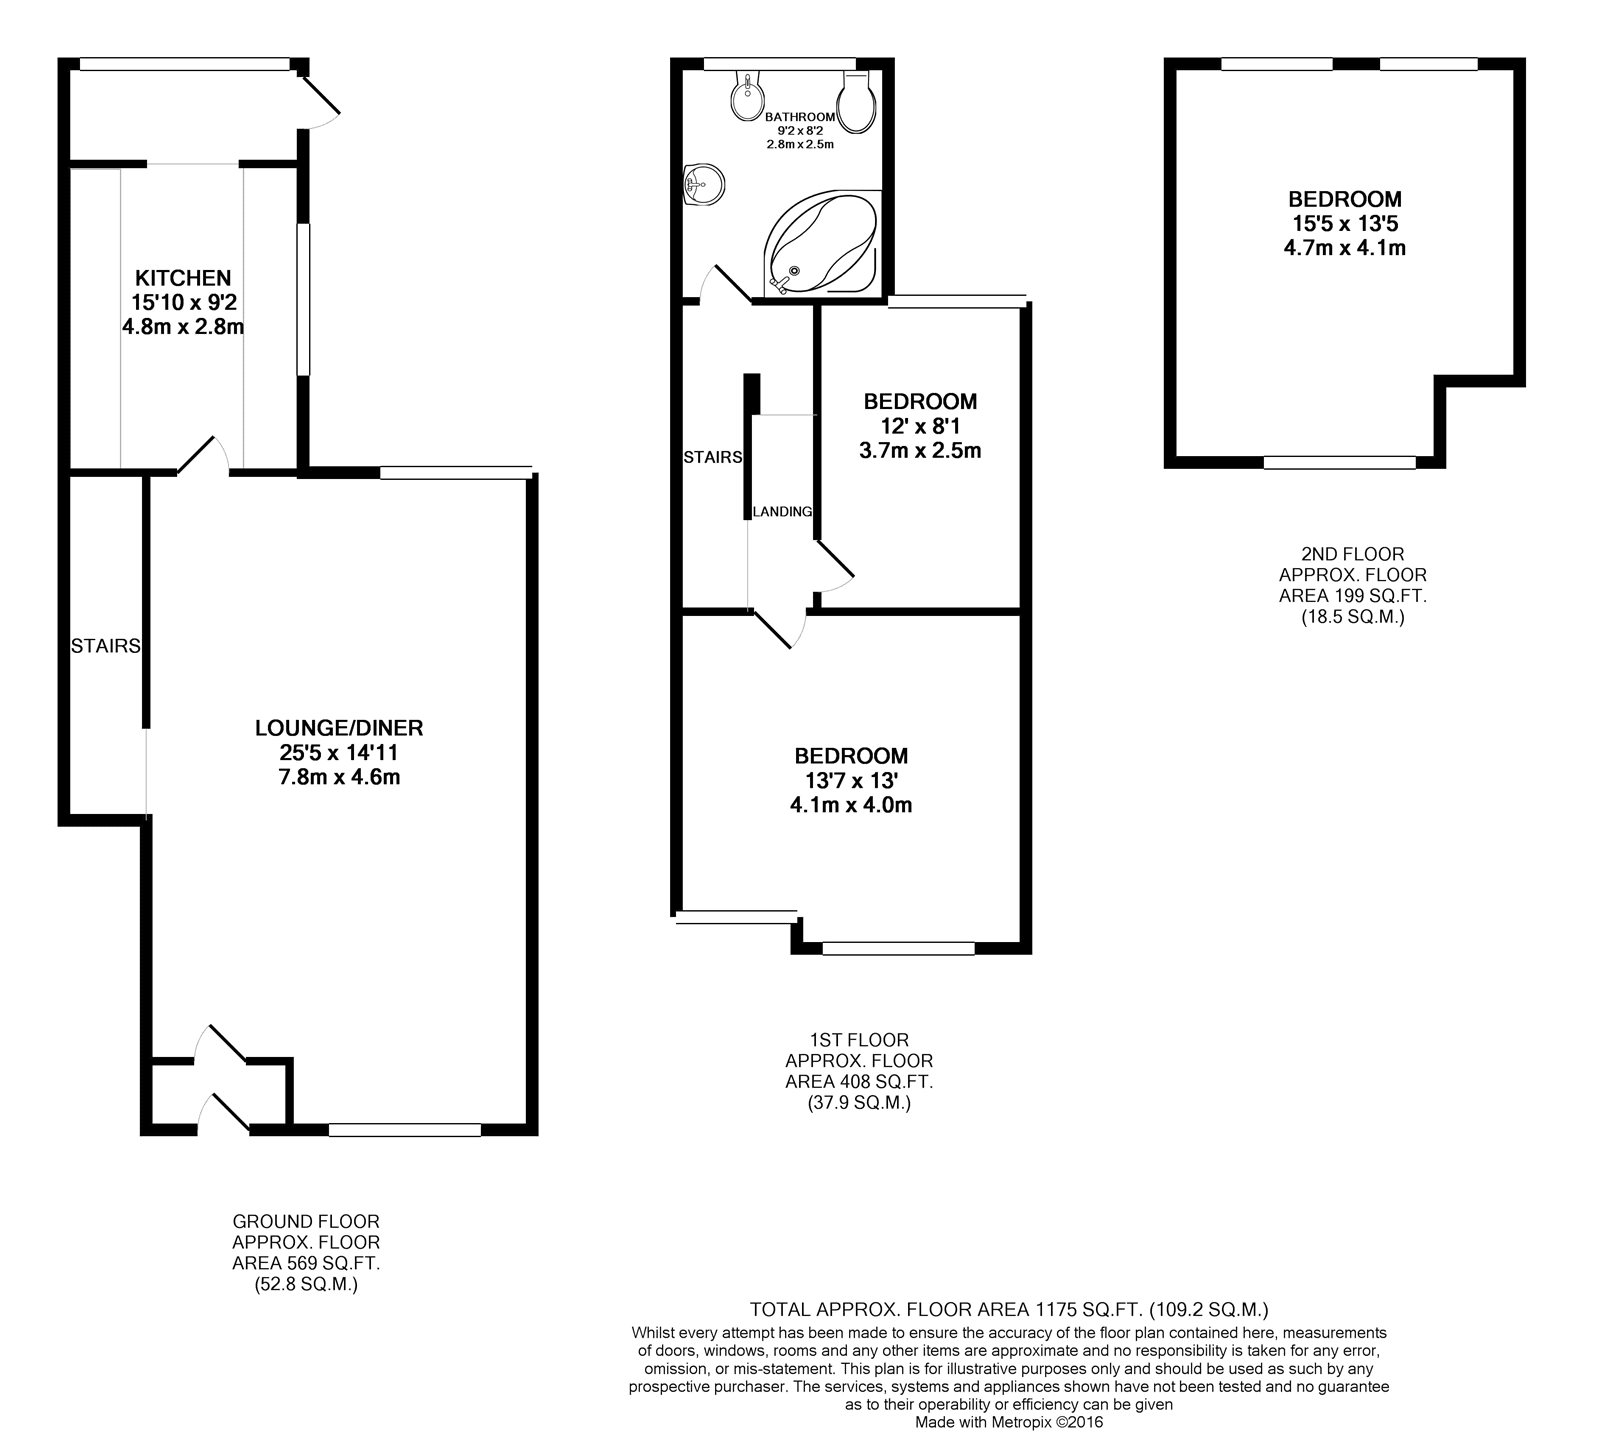 KITCHEN
15'10 x 9'2
4.8m x 2.8m
STAIRS
LOUNGE/DINER
25'5 x 14'11
7.8m x 4.6m
GROUND FLOOR
APPROX. FLOOR
AREA 569 SQ.FT.
(52.8 SQ.M.)
BATHROOM
9'2 x 8'2
2.8m x 2.5m
BEDROOM
12' x 8'1
3.7m x 2.5m
STAIRS
LANDING
BEDROOM
13'7 x 13'
4.1m x 4.0m
1ST FLOOR
APPROX. FLOOR
AREA 408 SQ.FT.
(37.9 SQ.M.)
BEDROOM
15'5 x 13'5
4.7m x 4.1m
2ND FLOOR
APPROX. FLOOR
AREA 199 SQ.FT.
(18.5 SQ.M.)
TOTAL APPROX. FLOOR AREA 1175 SQ.FT. (109.2 SQ.M.)
Whilst every attempt has been made to ensure the accuracy of the floor plan contained here, measurements
of doors, windows, rooms and any other items are approximate and no responsibility is taken for any error,
omission, or mis-statement. This plan is for illustrative purposes only and should be used as such by any
prospective purchaser. The services, systems and appliances shown have not been tested and no guarantee
as to their operability or efficiency can be given
Made with Metropix ©2016